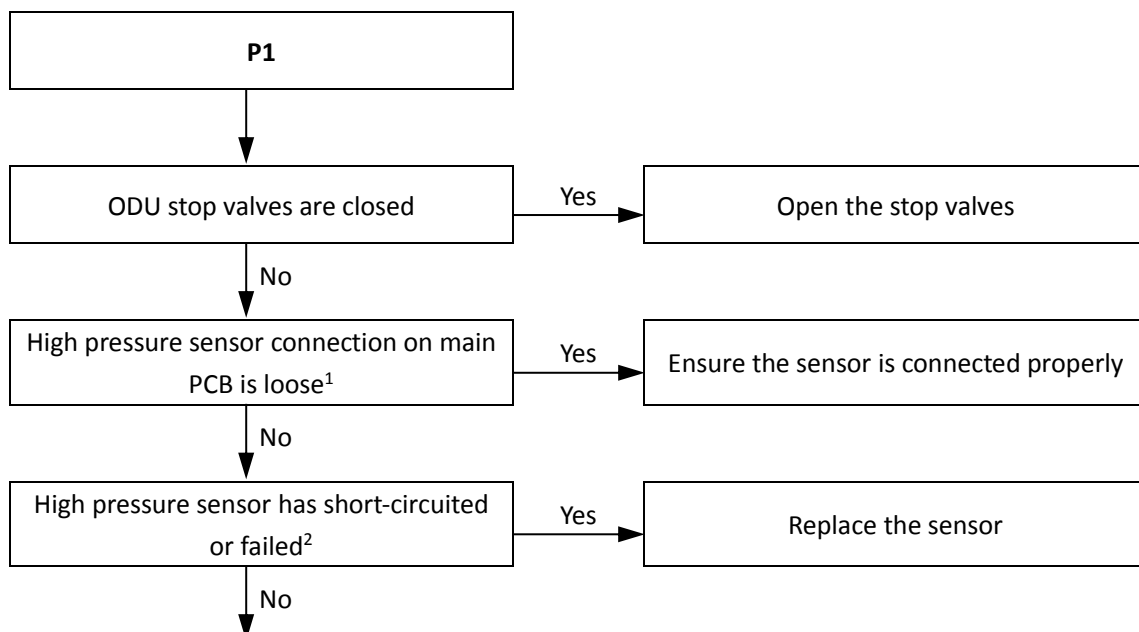 P1
ODU stop valves are closed
Yes
Open the stop valves
No
High pressure sensor connection on main
PCB is loose¹
Yes
Ensure the sensor is connected properly
No
High pressure sensor has short-circuited
or failed²
Yes
Replace the sensor
No